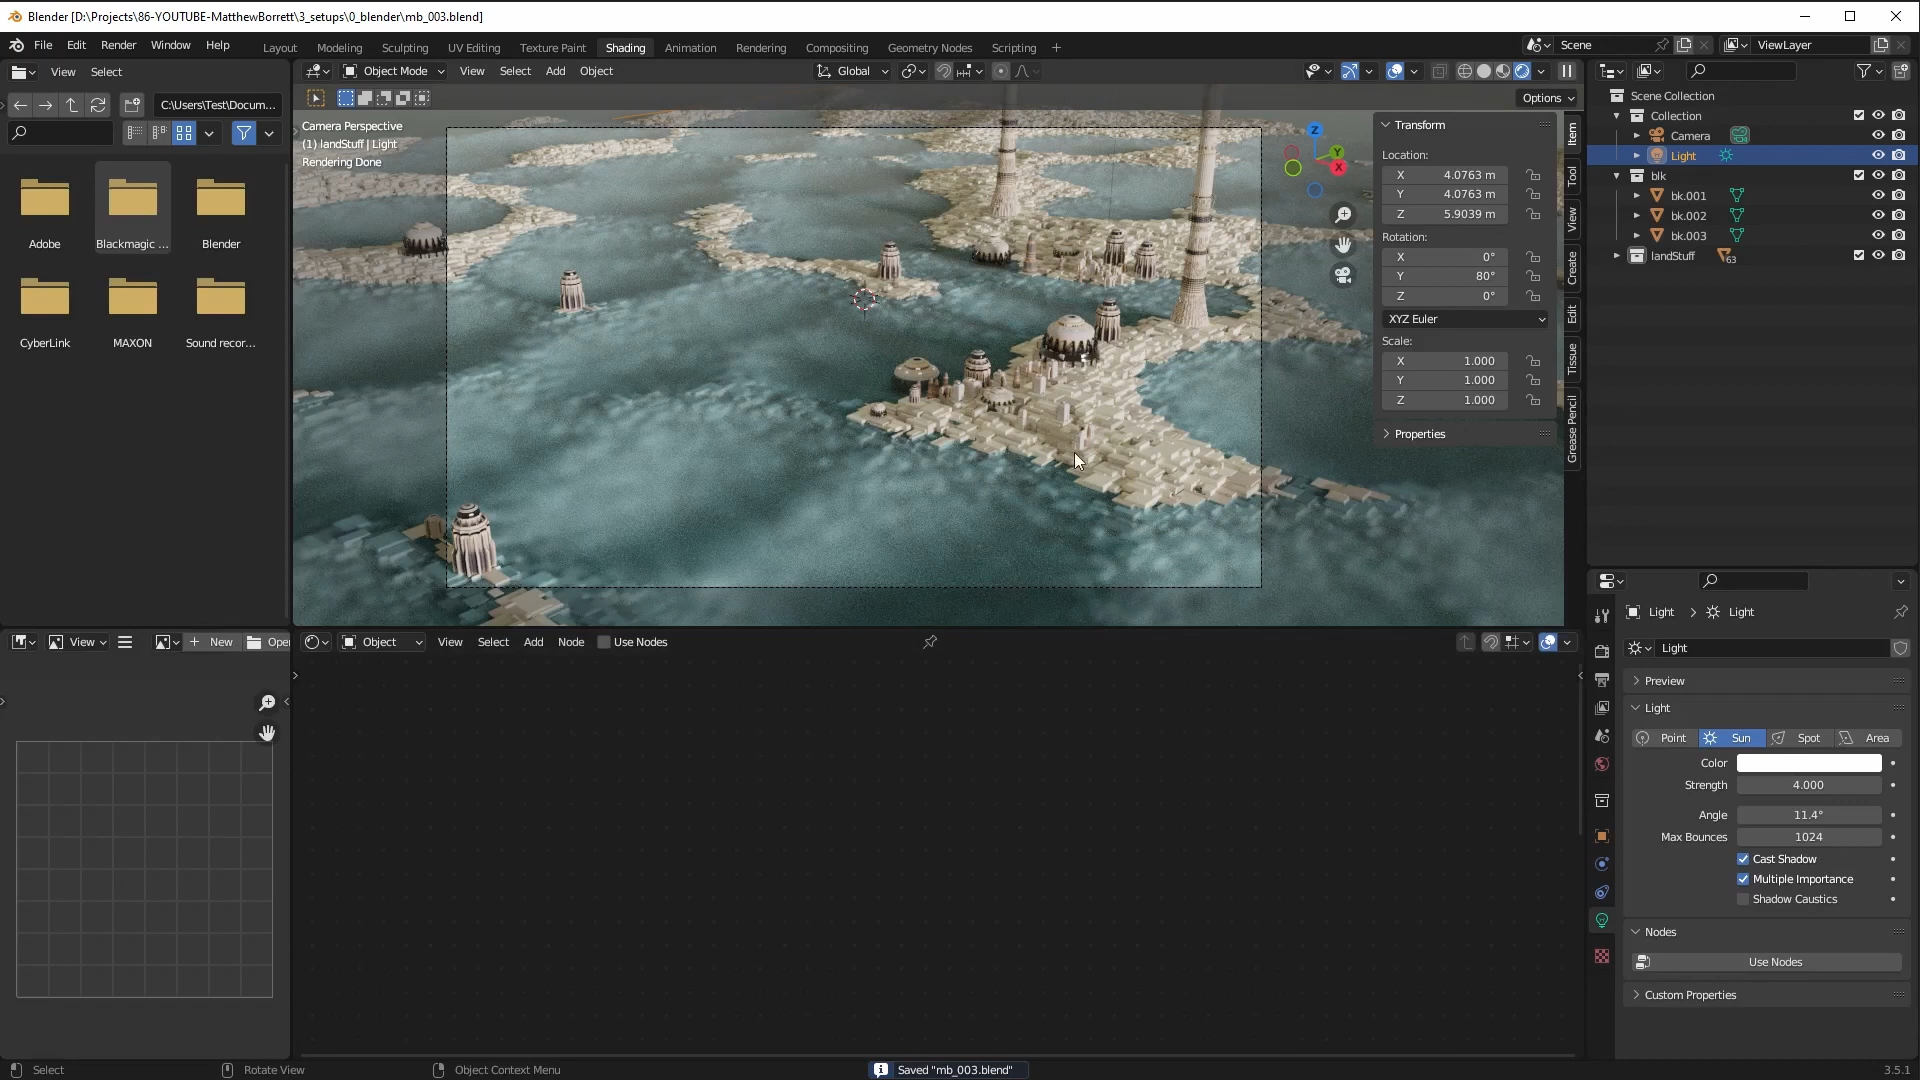 Blender [D:\Projects\86-YOUTUBE-MatthewBorrett\3_setups\0_blender\mb_003.blend]
File Edit Render Window Help
Layout Modeling Sculpting UV Editing Texture Paint Shading Animation Rendering Compositing Geometry Nodes Scripting +
Scene
ViewLayer
View Select
Object Mode View Select Add Object
Global
Options
C:\Users\Test\Docum...
Adobe
Blackmagic ...
Blender
CyberLink
MAXON
Sound recor...
Camera Perspective
(1) landStuff | Light
Rendering Done
Z
Y
X
Transform
Location:
X 4.0763 m
Y 4.0763 m
Z 5.9039 m
Rotation:
X 0°
Y 80°
Z 0°
XYZ Euler
Scale:
X 1.000
Y 1.000
Z 1.000
Properties
Item
Tool
View
Create
Edit
Tissue
Grease Pencil
Scene Collection
Collection
Camera
Light
blk
bk.001
bk.002
bk.003
landStuff 63
View
New
Ope
Object View Select Add Node Use Nodes
Light > Light
Light
Preview
Light
Point Sun Spot Area
Color
Strength 4.000
Angle 11.4°
Max Bounces 1024
Cast Shadow
Multiple Importance
Shadow Caustics
Nodes
Use Nodes
Custom Properties
Select
Rotate View
Object Context Menu
Saved "mb_003.blend"
3.5.1